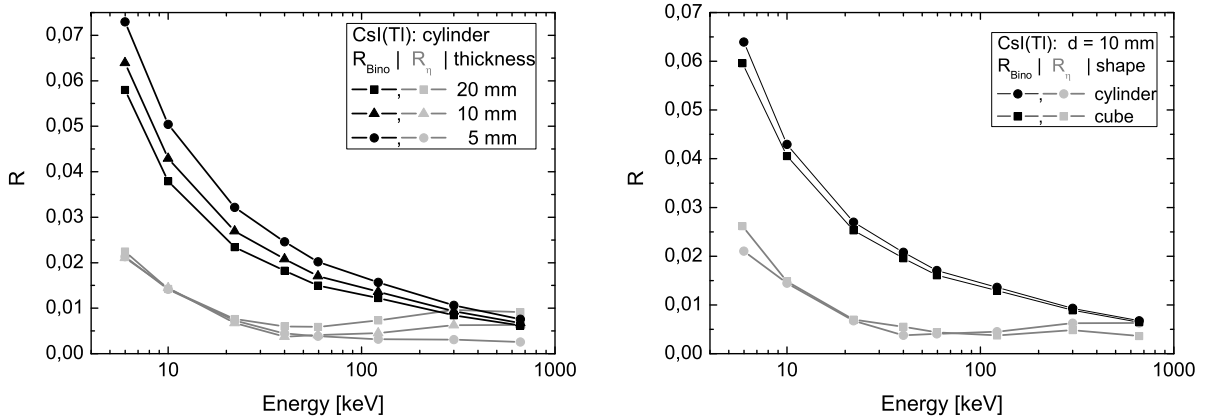 0,07
0,06
0,05
0,04
0,03
0,02
0,01
0,00
R
10
100
1000
Energy [keV]
CsI(Tl): cylinder
R_Bino | R_η | thickness
, 20 mm
, 10 mm
, 5 mm
0,07
0,06
0,05
0,04
0,03
0,02
0,01
0,00
R
10
100
1000
Energy [keV]
CsI(Tl): d = 10 mm
R_Bino | R_η | shape
, cylinder
, cube